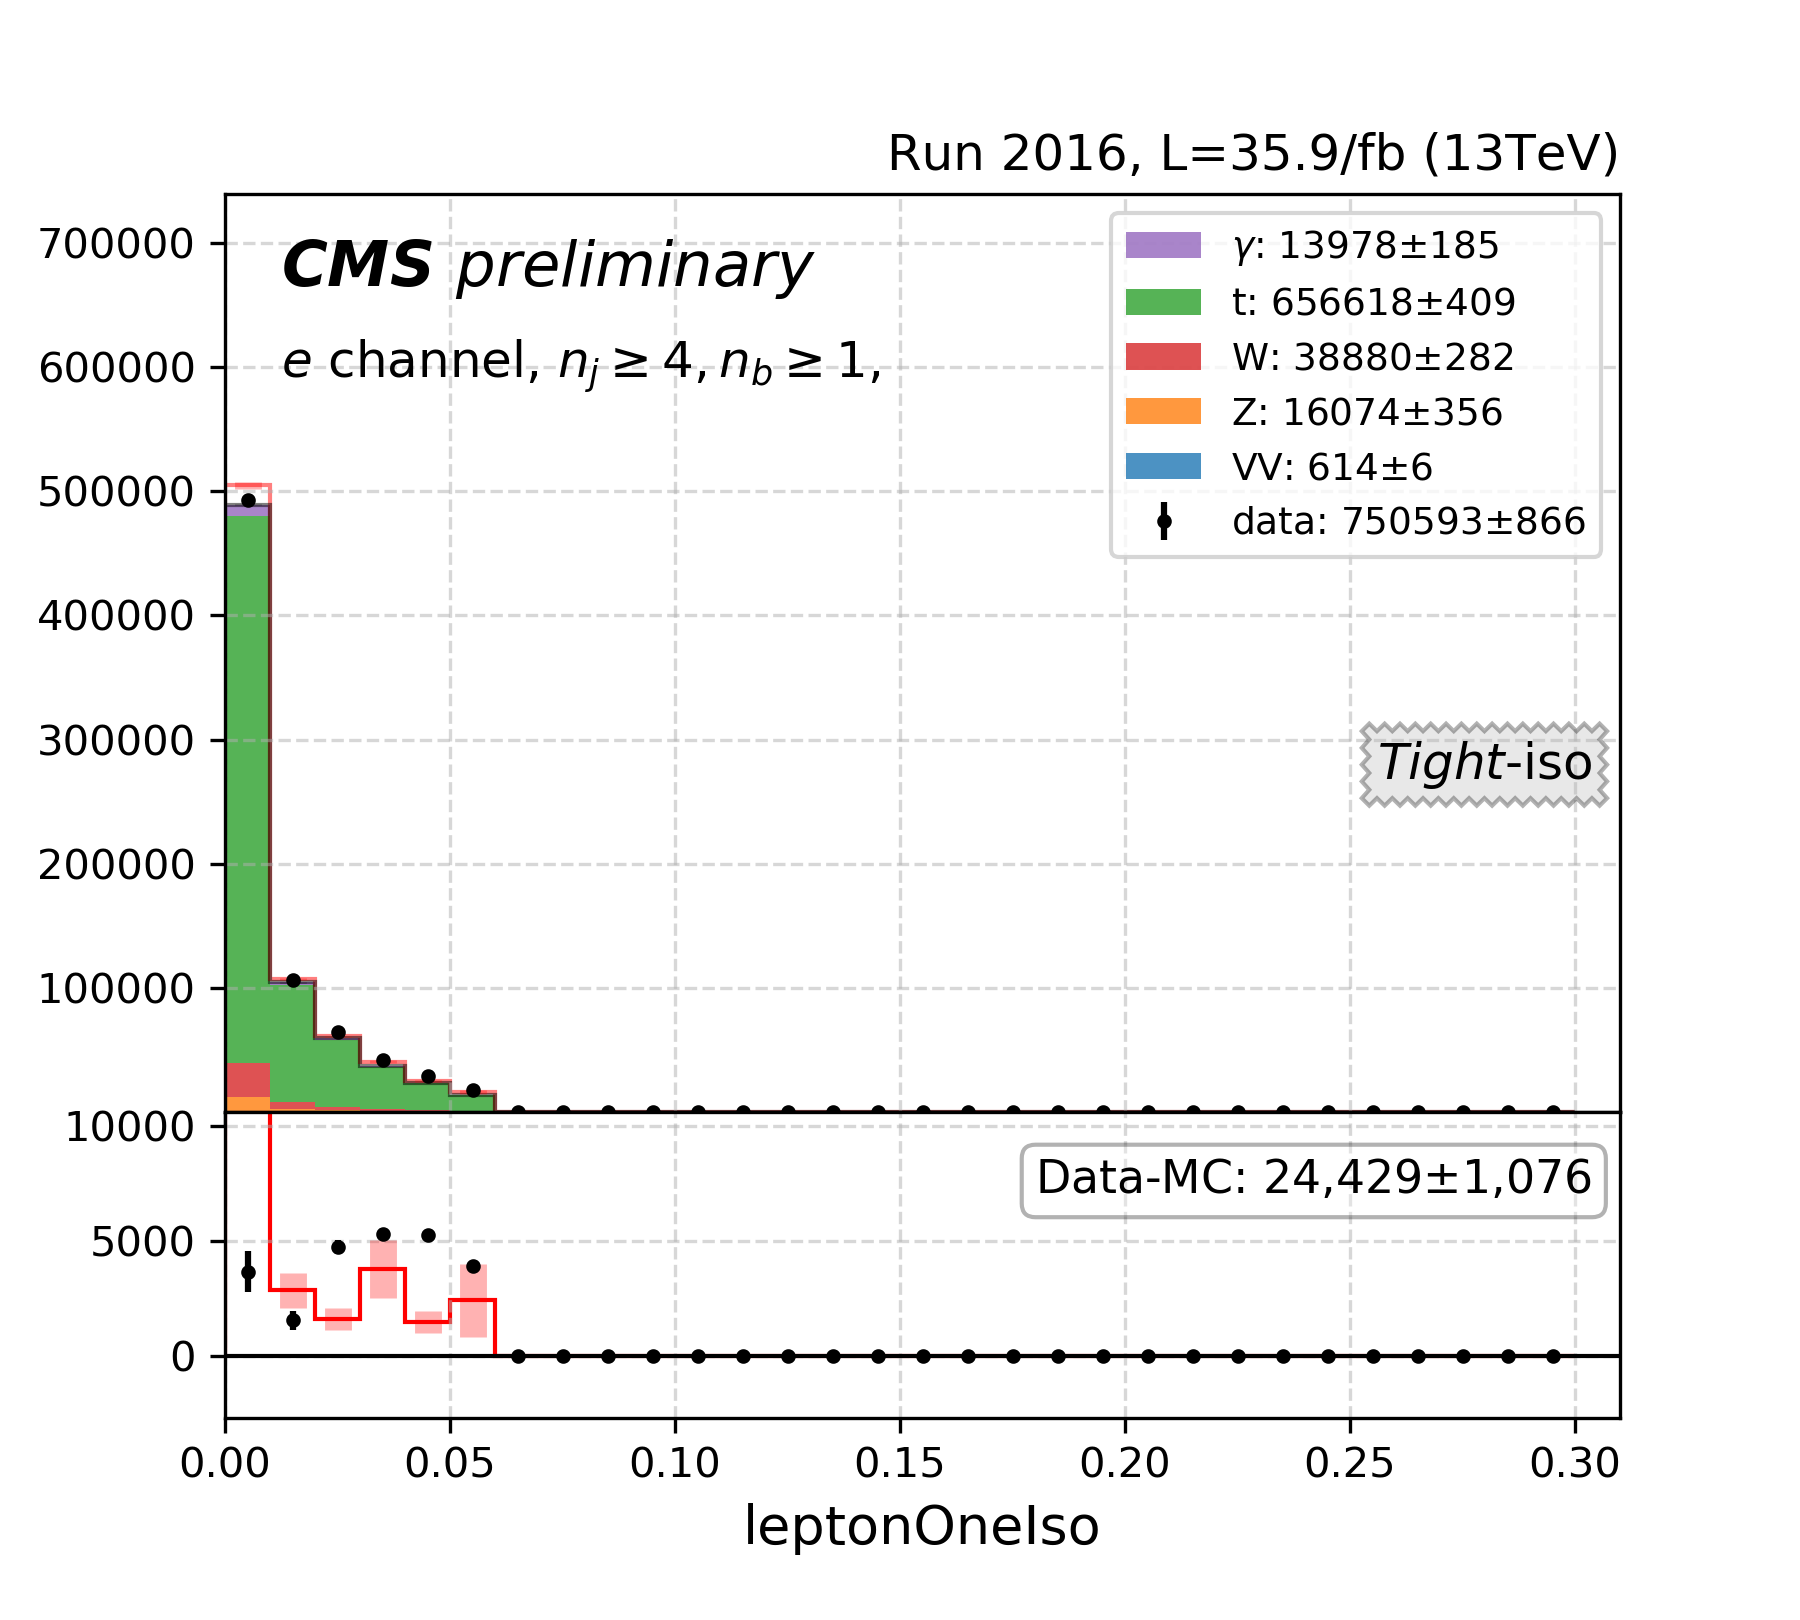 Run 2016, L=35.9/fb (13TeV)
CMS preliminary
e channel, n_j ≥ 4, n_b ≥ 1,
γ: 13978±185
t: 656618±409
W: 38880±282
Z: 16074±356
VV: 614±6
data: 750593±866
700000
600000
500000
400000
300000
200000
100000
Tight-iso
Data-MC: 24,429±1,076
10000
5000
0
0.00 0.05 0.10 0.15 0.20 0.25 0.30
leptonOneIso